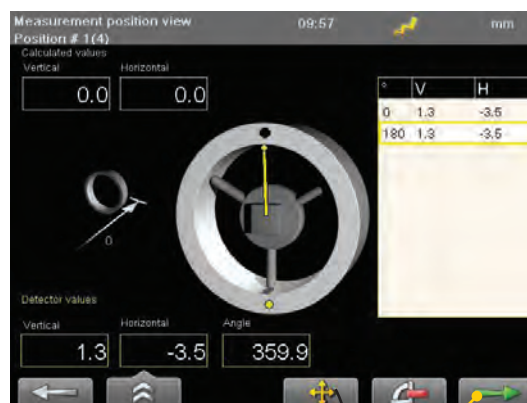 Measurement position view 09:57 mm
Position # 1(4)
Calculated values
Vertical Horizontal
0.0 0.0
° V H
0 1.3 -3.5
180 1.3 -3.5
0
Detector values
Vertical Horizontal Angle
1.3 -3.5 359.9